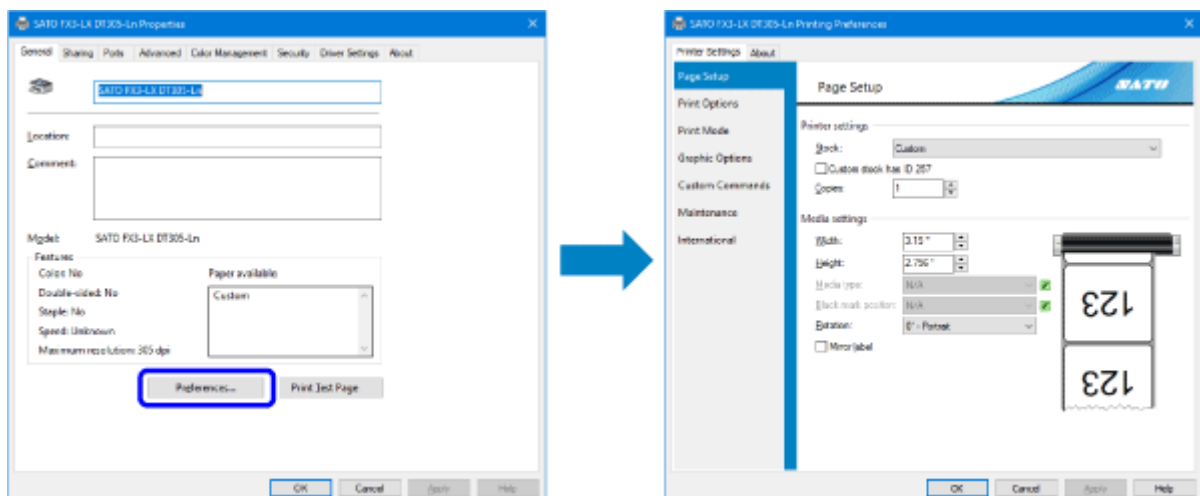 SATO FX3-LX DT305-Ln Properties
General Sharing Ports Advanced Color Management Security Driver Settings About
SATO FX3-LX DT305-Ln
Location:
Comment:
Model: SATO FX3-LX DT305-Ln
Features
Color: No
Double-sided: No
Staple: No
Speed: Unknown
Maximum resolution: 305 dpi
Paper available
Custom
Preferences...
Print Test Page
OK Cancel Apply Help
SATO FX3-LX DT305-Ln Printing Preferences
Printer Settings About
Page Setup
Print Options
Print Mode
Graphic Options
Custom Commands
Maintenance
International
Page Setup
SATO
Printer settings
Stock: Custom
Custom stock has ID 257
Copies: 1
Media settings
Width: 3.15 "
Height: 2.756 "
Media type: N/A
Black mark position: N/A
Rotation: 0° - Portrait
Mirror label
123
123
OK Cancel Apply Help